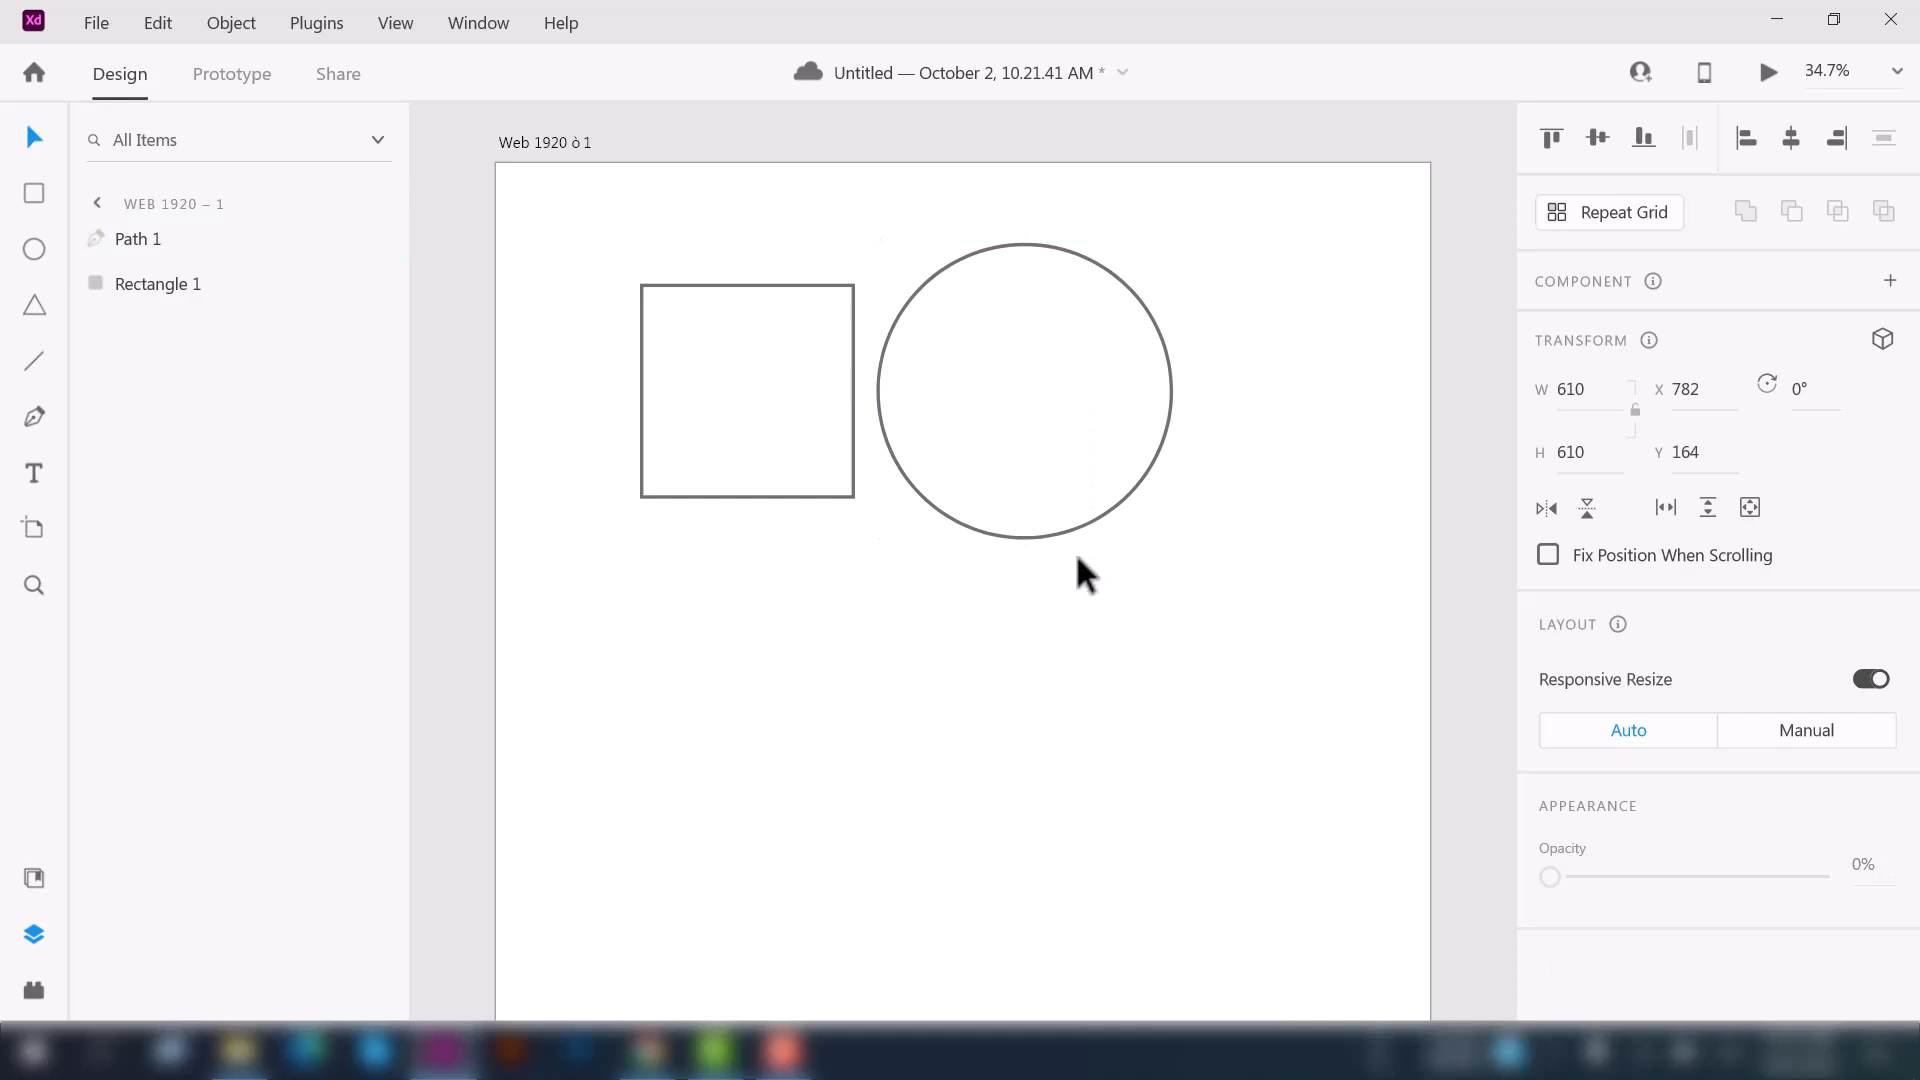 Xd File Edit Object Plugins View Window Help
Design Prototype Share Untitled — October 2, 10.21.41 AM * 34.7%
All Items
Web 1920 ò 1
WEB 1920 – 1
Path 1
Rectangle 1
Repeat Grid
COMPONENT
TRANSFORM
W 610 X 782 0°
H 610 Y 164
Fix Position When Scrolling
LAYOUT
Responsive Resize
Auto Manual
APPEARANCE
Opacity
0%